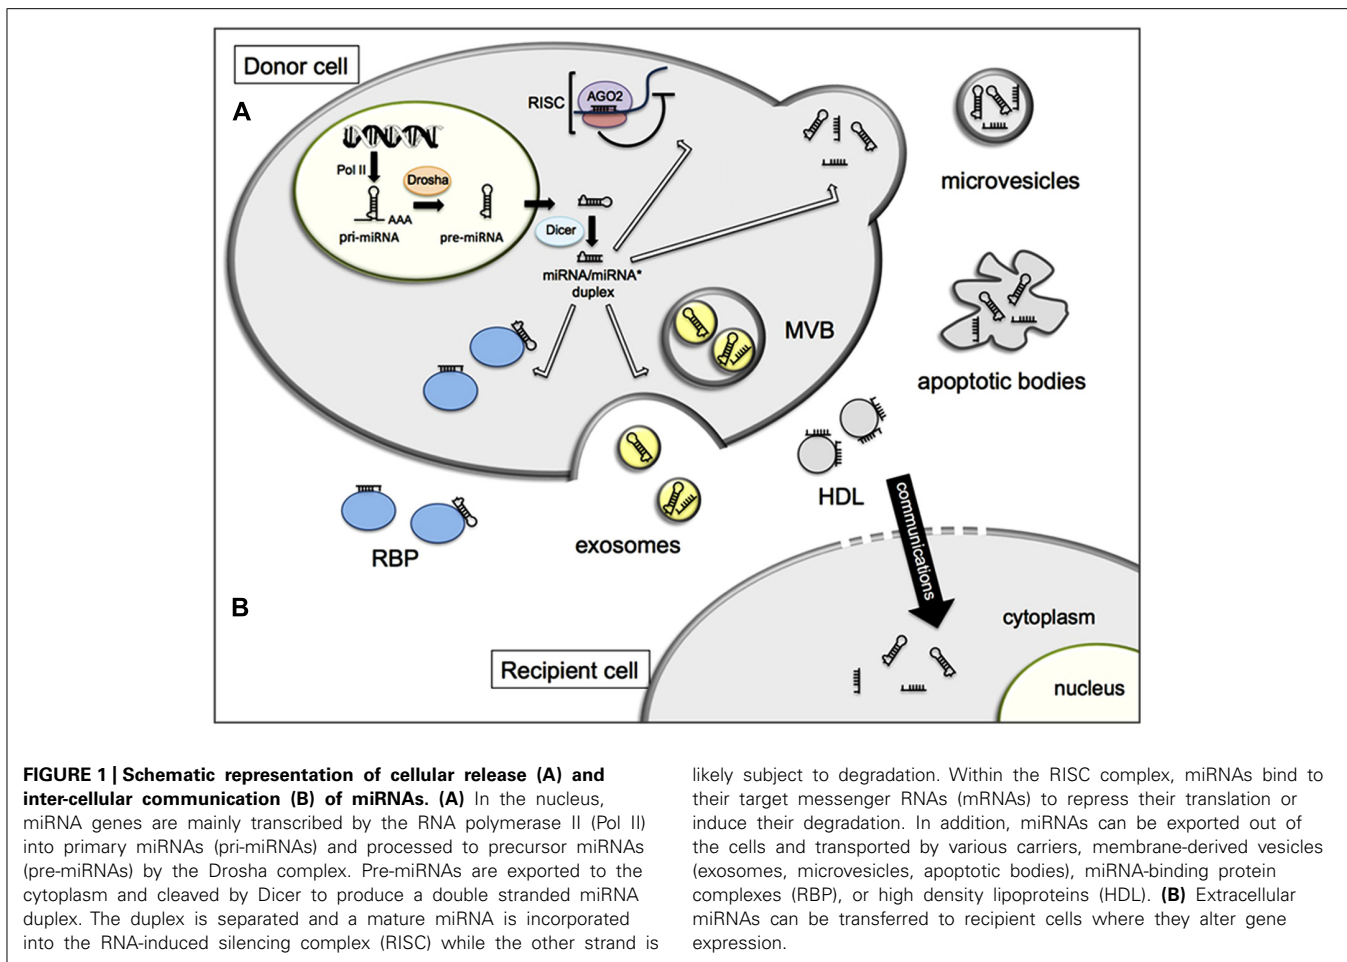 Donor cell
A
RISC
AGO2
Pol II
Drosha
AAA
pri-miRNA
pre-miRNA
Dicer
miRNA/miRNA*
duplex
MVB
microvesicles
apoptotic bodies
HDL
communications
RBP
exosomes
B
Recipient cell
cytoplasm
nucleus
FIGURE 1 | Schematic representation of cellular release (A) and
inter-cellular communication (B) of miRNAs. (A) In the nucleus,
miRNA genes are mainly transcribed by the RNA polymerase II (Pol II)
into primary miRNAs (pri-miRNAs) and processed to precursor miRNAs
(pre-miRNAs) by the Drosha complex. Pre-miRNAs are exported to the
cytoplasm and cleaved by Dicer to produce a double stranded miRNA
duplex. The duplex is separated and a mature miRNA is incorporated
into the RNA-induced silencing complex (RISC) while the other strand is
likely subject to degradation. Within the RISC complex, miRNAs bind to
their target messenger RNAs (mRNAs) to repress their translation or
induce their degradation. In addition, miRNAs can be exported out of
the cells and transported by various carriers, membrane-derived vesicles
(exosomes, microvesicles, apoptotic bodies), miRNA-binding protein
complexes (RBP), or high density lipoproteins (HDL). (B) Extracellular
miRNAs can be transferred to recipient cells where they alter gene
expression.